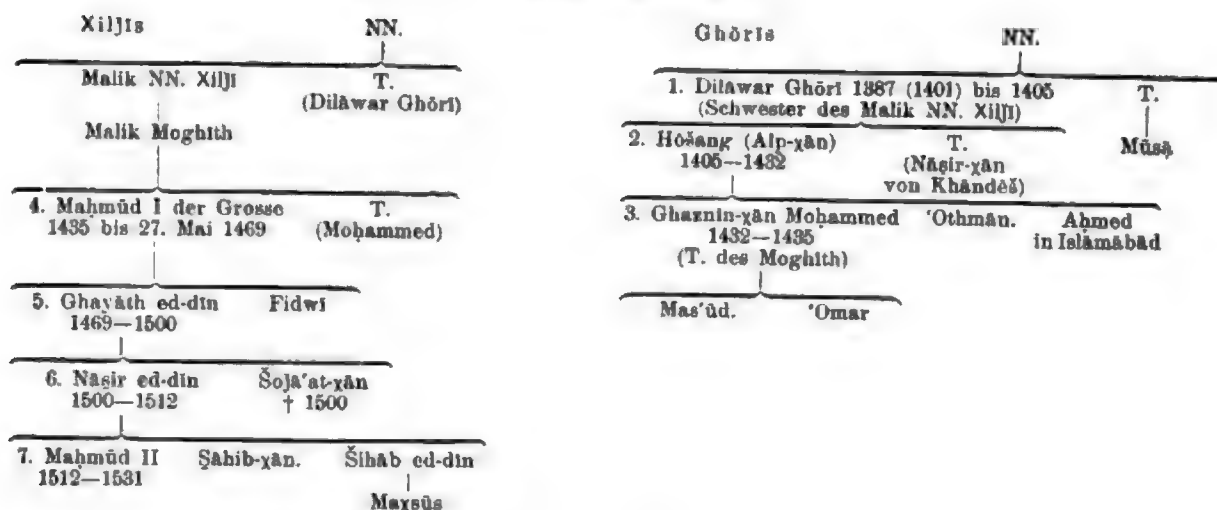 Xiljīs
NN.
Malik NN. Xiljī
T.
(Dilāwar Ghōrī)
Malik Moghīth
4. Maḥmūd I der Grosse
1435 bis 27. Mai 1469
T.
(Moḥammed)
5. Ghayāth ed-dīn
1469—1500
Fidwī
6. Nāṣir ed-dīn
1500—1512
Šojā‘at-χān
† 1500
7. Maḥmūd II
1512—1531
Ṣāhib-χān.
Šihāb ed-dīn
Maχsūs
Ghōrīs
NN.
1. Dilāwar Ghōrī 1387 (1401) bis 1405
(Schwester des Malik NN. Xiljī)
T.
Mūsạ
2. Hōšang (Alp-χān)
1405—1432
T.
(Nāṣir-χān
von Khāndēš)
3. Ghaznīn-χān Moḥammed
1432—1435
(T. des Moghīth)
‘Othmān.
Aḥmed
in Islāmābād
Mas‘ūd.
‘Omar